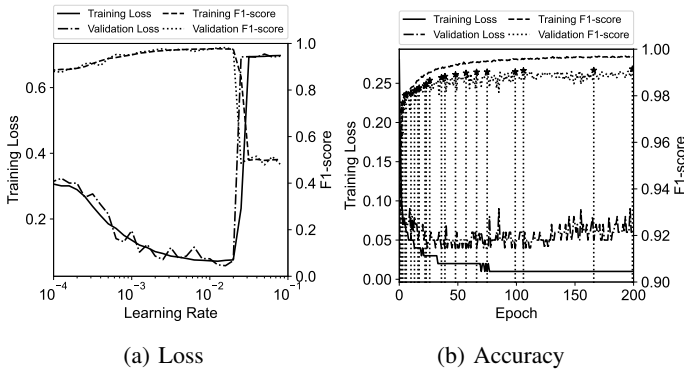 Training Loss Training F1-score
Validation Loss Validation F1-score
Training Loss
0.6
0.4
0.2
1.0
0.8
0.6
0.4
0.2
0.0
F1-score
10⁻⁴ 10⁻³ 10⁻² 10⁻¹
Learning Rate
(a) Loss
Training Loss Training F1-score
Validation Loss Validation F1-score
Training Loss
0.25
0.20
0.15
0.10
0.05
0.00
1.00
0.98
0.96
0.94
0.92
0.90
F1-score
0 50 100 150 200
Epoch
(b) Accuracy